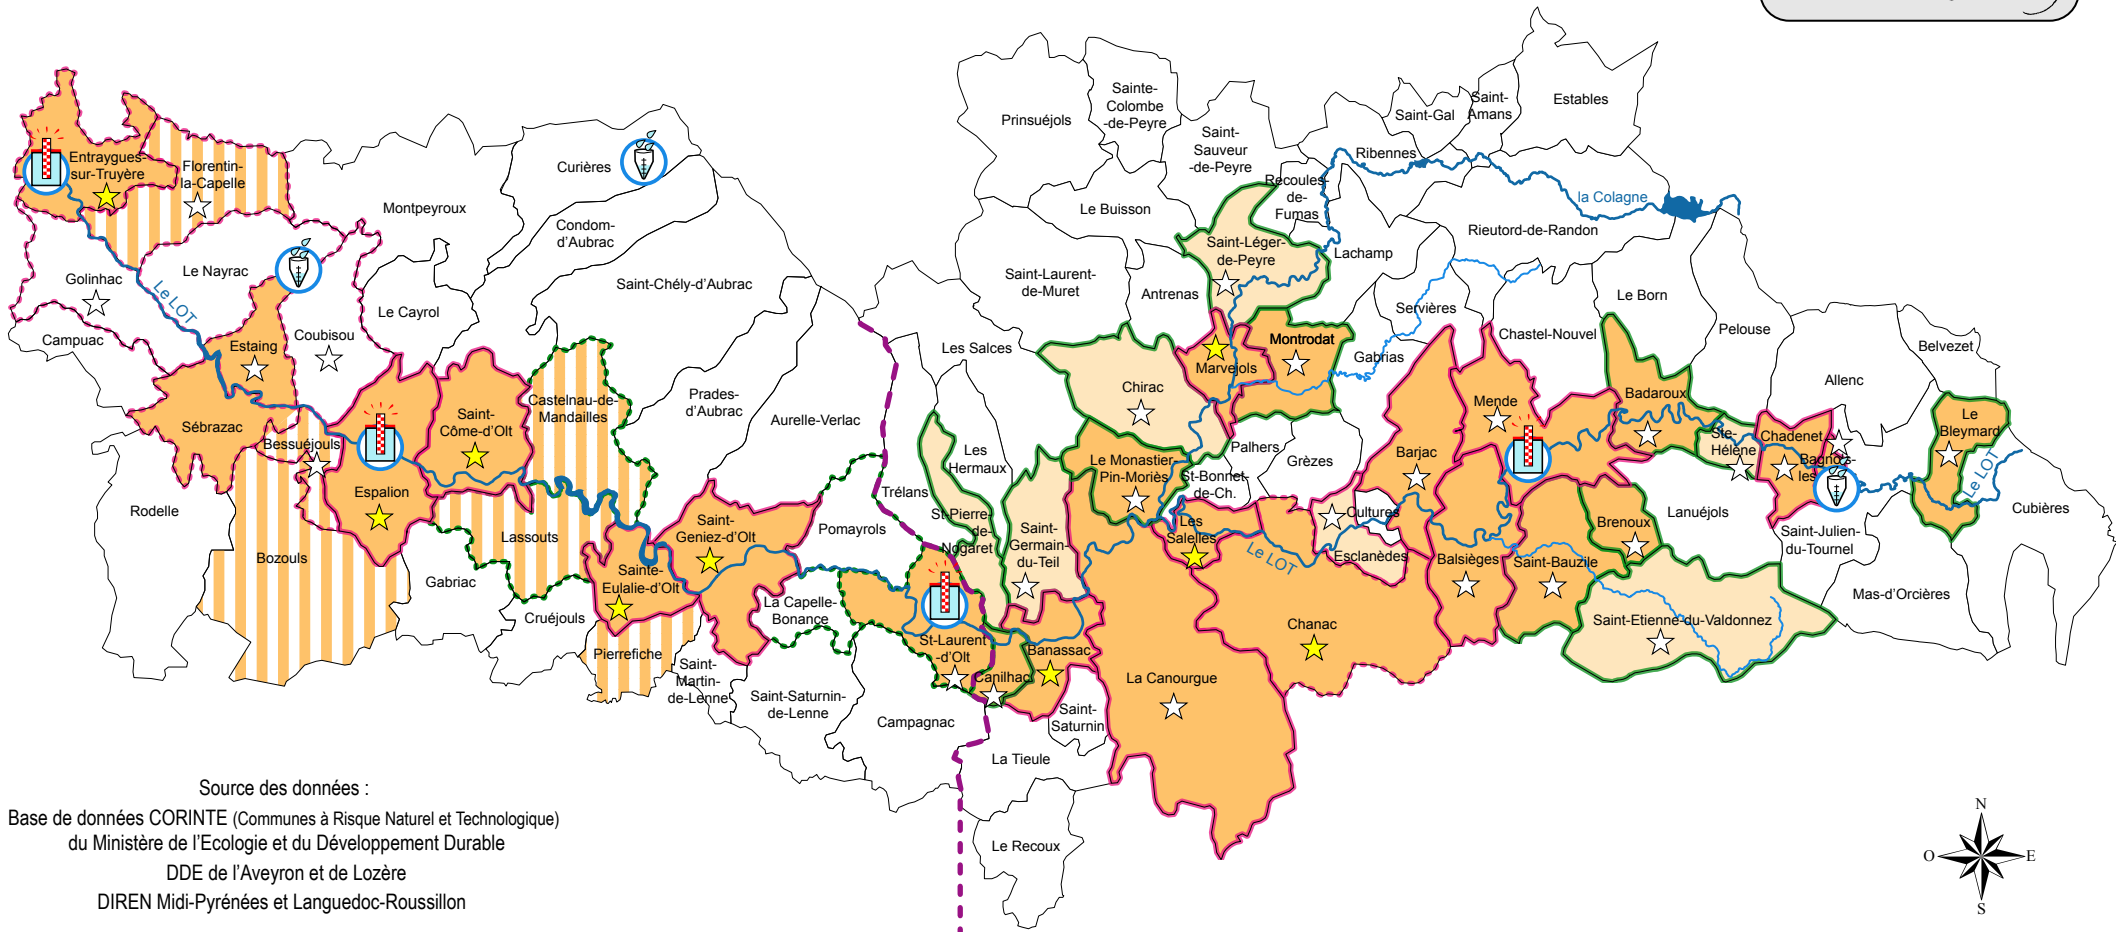 Prinsuéjols
Sainte-
Colombe
-de-Peyre
Saint-
Sauveur
-de-Peyre
Saint-Gal
Saint-
Amans
Estables
Ribennes
Recoules-
de-
Fumas
Entraygues-
sur-Truyère
Florentin-
la-Capelle
Curières
Montpeyroux
Condom-
d'Aubrac
Le Buisson
la Colagne
Rieutord-de-Randon
Lachamp
Saint-Léger-
de-Peyre
Golinhac
Le Nayrac
Le LOT
Saint-Chély-d'Aubrac
Saint-Laurent-
de-Muret
Antrenas
Servières
Le Born
Pelouse
Chastel-Nouvel
Belvezet
Campuac
Estaing
Coubisou
Le Cayrol
Les Salces
Marvejols
Montrodat
Gabrias
Allenc
Chirac
Prades-
d'Aubrac
Aurelle-Verlac
Castelnau-de-
Mandailles
Saint-
Côme-d'Olt
Sébrazac
Bessuéjouls
Mende
Badaroux
Ste-
Hélène
Chadenet
Bagnols-
les
Le
Bleymard
Le LOT
Cubières
Les
Hermaux
Le Monastier-
Pin-Moriès
Palhers
Grèzes
Barjac
St-Bonnet-
de-Ch.
Espalion
Rodelle
Bozouls
Trélans
St-Pierre-
de-
Nogaret
Saint-
Germain-
du-Teil
Les
Salelles
Cultures
Esclanèdes
Le LOT
Balsièges
Saint-Bauzile
Brenoux
Lanuéjols
Saint-Julien-
du-Tournel
Mas-d'Orcières
Lassouts
Gabriac
Cruéjouls
Saint-
Geniez-d'Olt
Pomayrols
Sainte-
Eulalie-d'Olt
La Capelle-
Bonance
Pierrefiche
Saint-
Martin-
de-Lenne
Saint-Saturnin-
de-Lenne
Campagnac
St-Laurent
-d'Olt
Canilhac
Banassac
Saint-
Saturnin
La Canourgue
Chanac
Saint-Etienne-du-Valdonnez
La Tieule
Le Recoux
Source des données :
Base de données CORINTE (Communes à Risque Naturel et Technologique)
du Ministère de l'Ecologie et du Développement Durable
DDE de l'Aveyron et de Lozère
DIREN Midi-Pyrénées et Languedoc-Roussillon
N
O
E
S